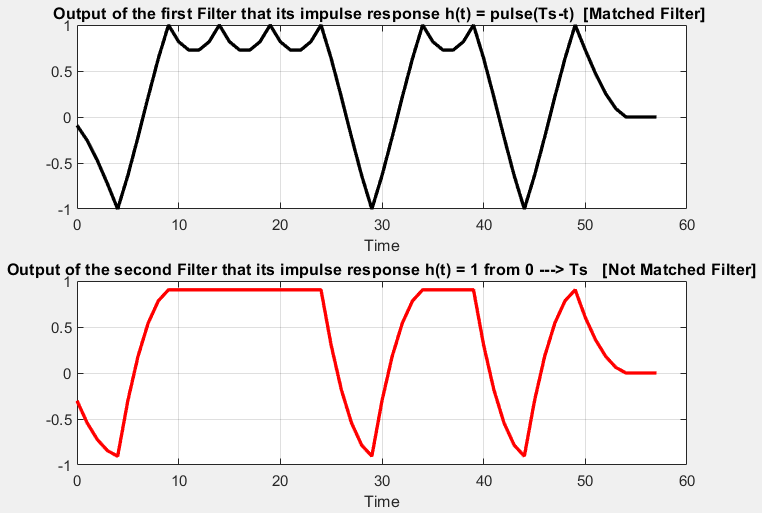 Output of the first Filter that its impulse response h(t) = pulse(Ts-t)  [Matched Filter]
1
0.5
0
-0.5
-1
0 10 20 30 40 50 60
Time
Output of the second Filter that its impulse response h(t) = 1 from 0 ---> Ts   [Not Matched Filter]
1
0.5
0
-0.5
-1
0 10 20 30 40 50 60
Time